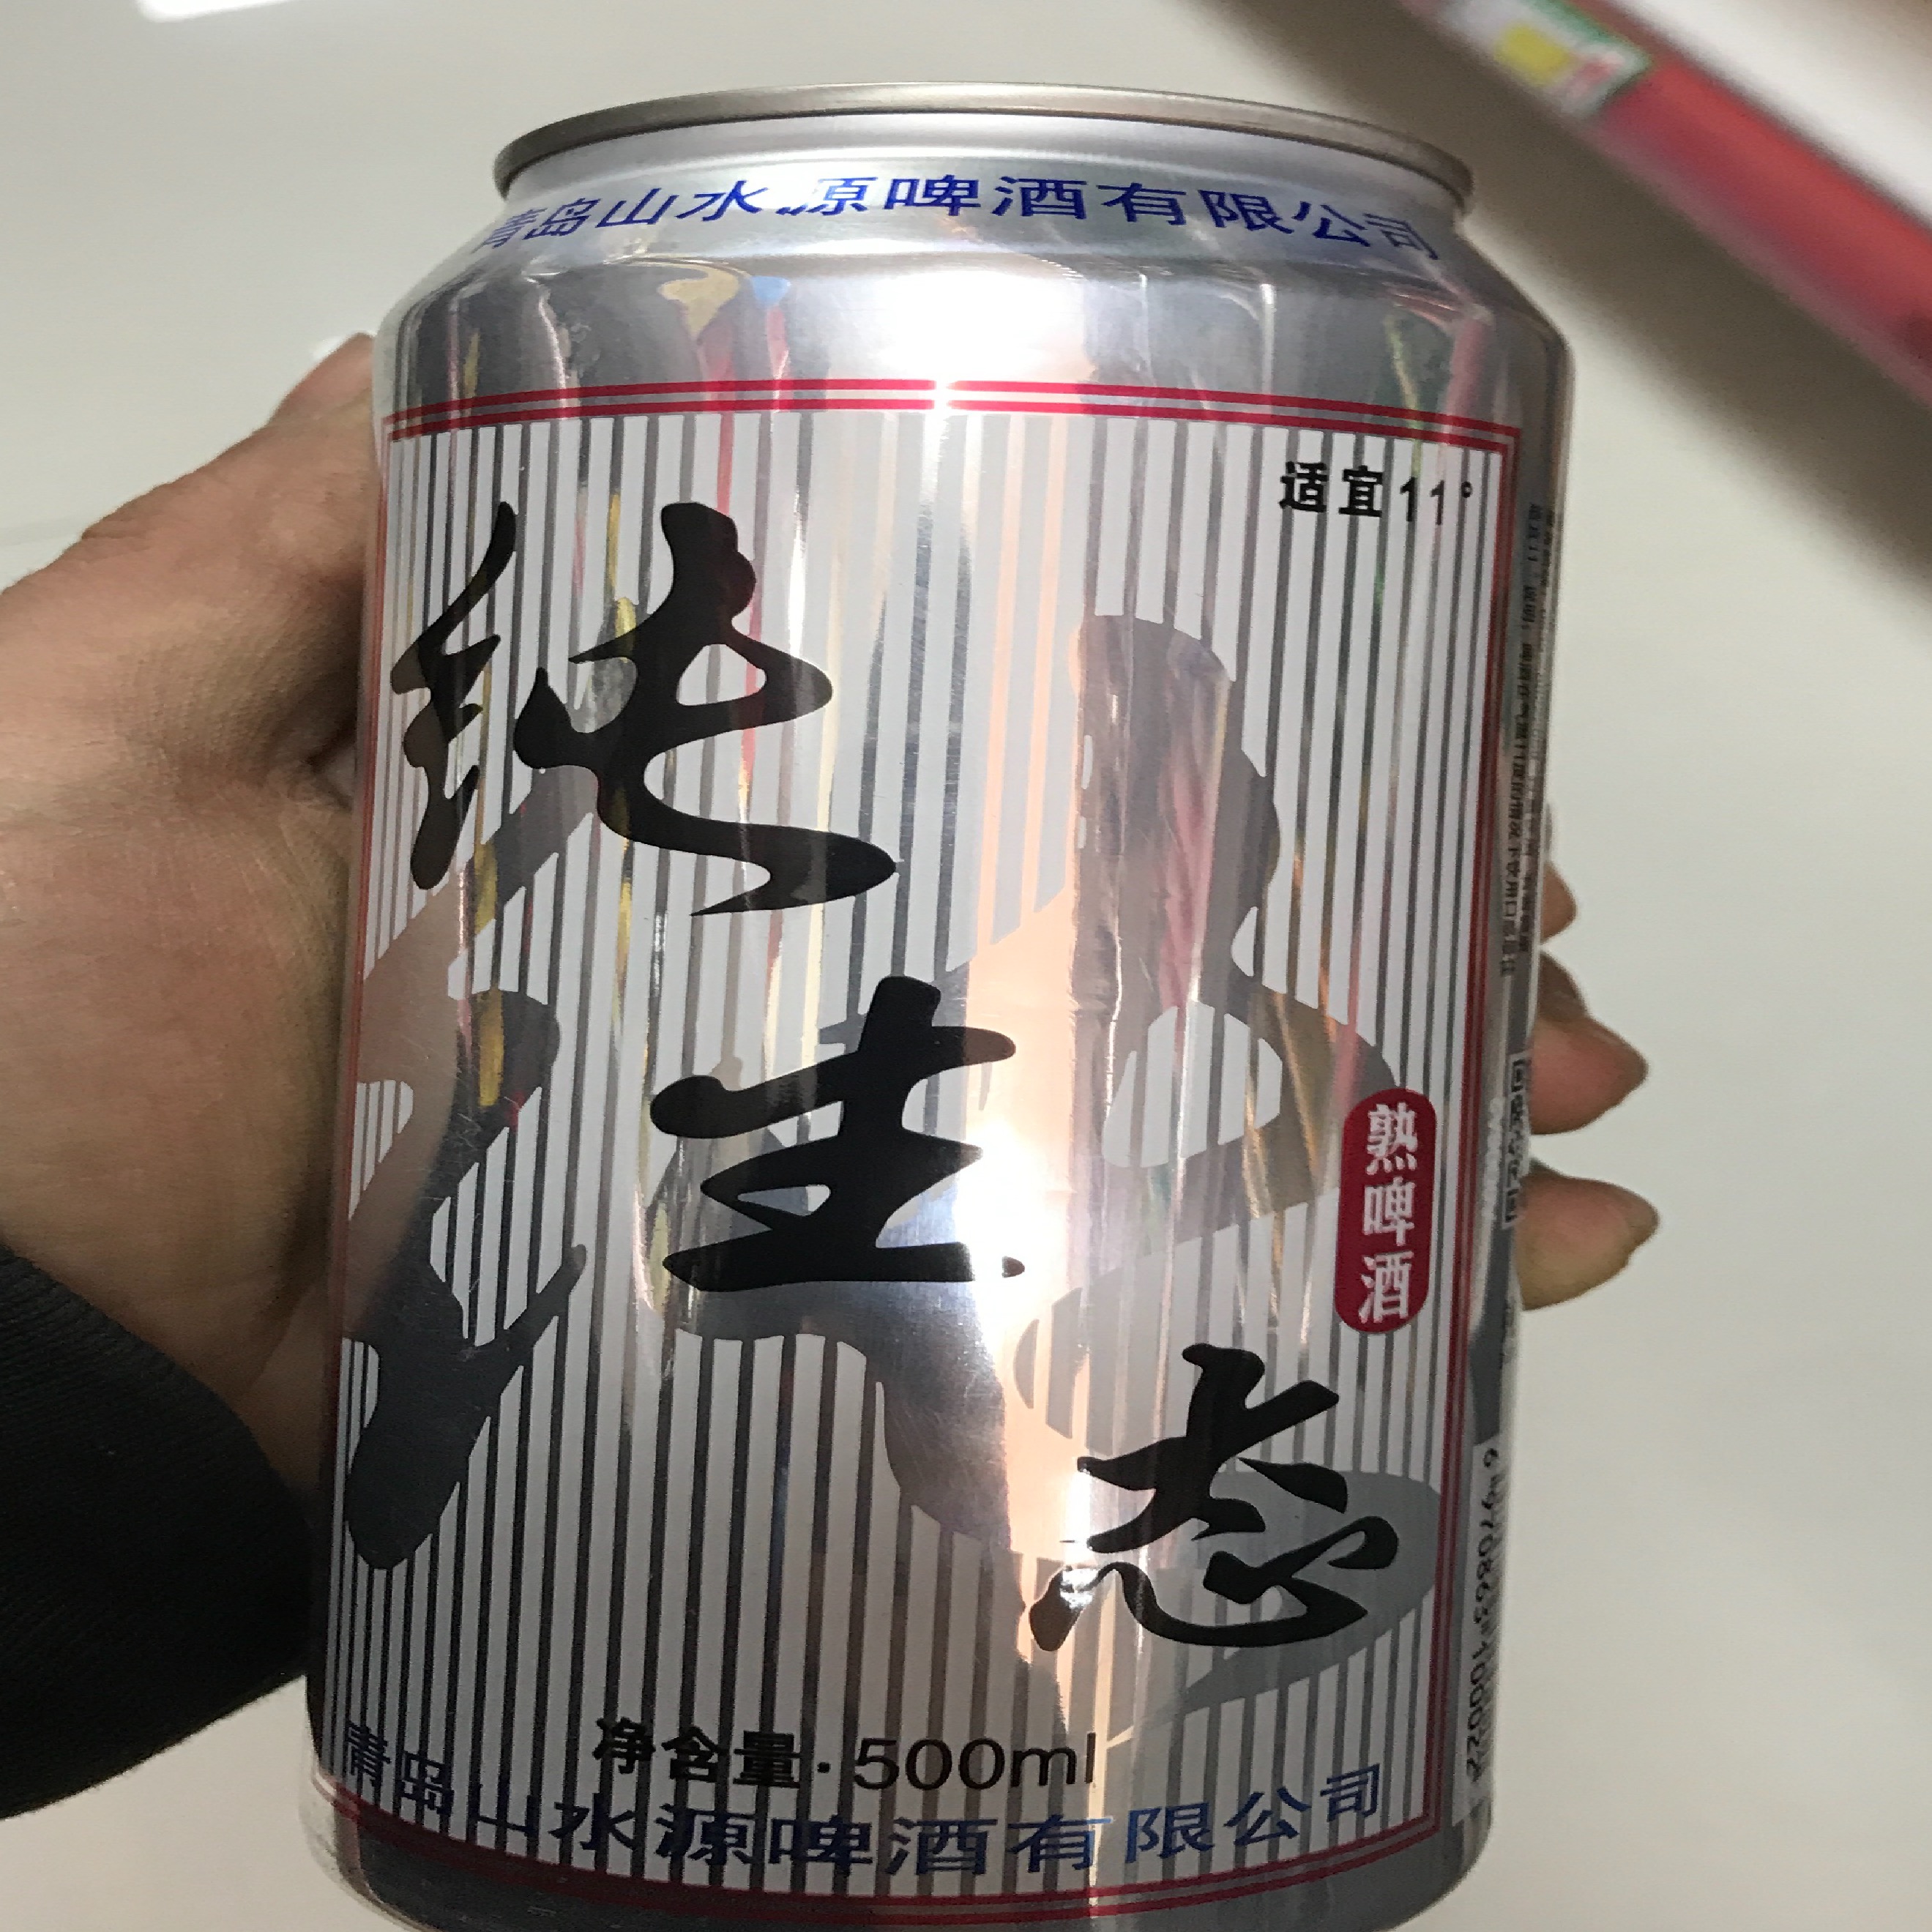 青岛山水源啤酒有限公司
适宜11°
纯生态
熟啤酒
净含量·500ml
青岛山水源啤酒有限公司